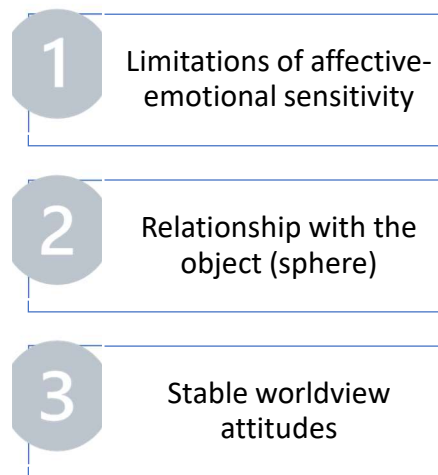 1
Limitations of affective-
emotional sensitivity
2
Relationship with the
object (sphere)
3
Stable worldview
attitudes